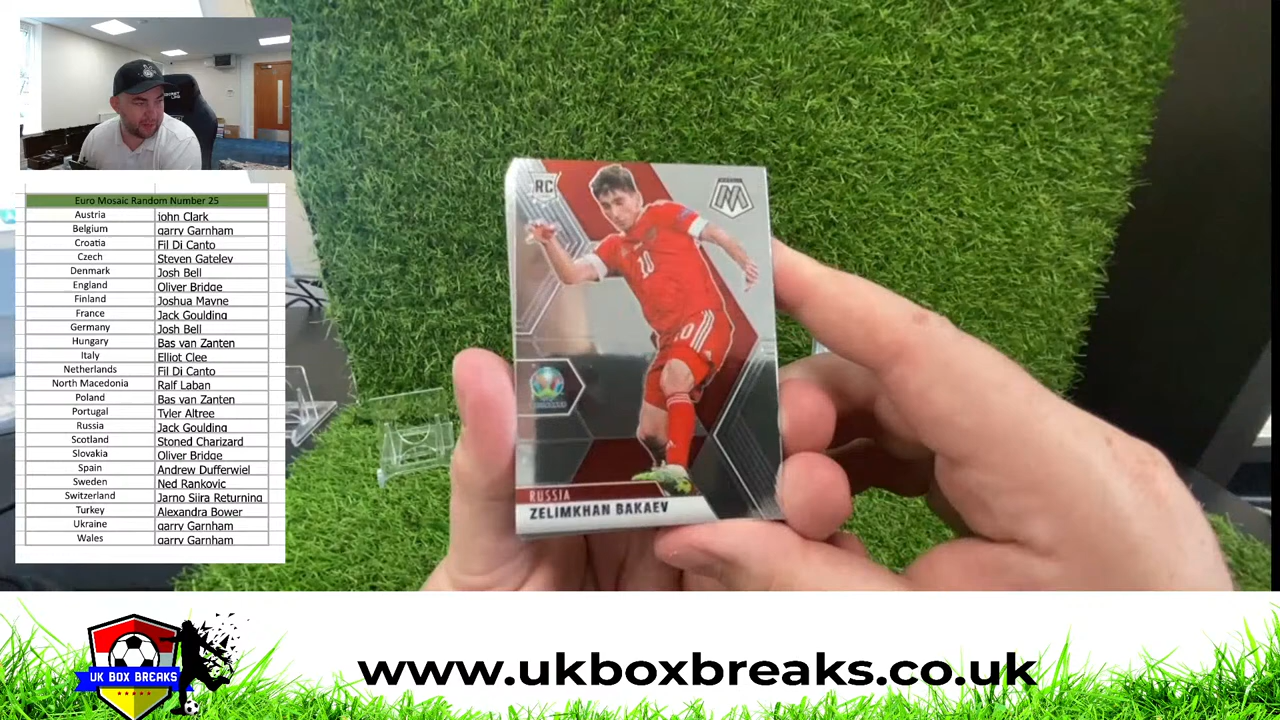 Euro Mosaic Random Number 25
Austria john Clark
Belgium garry Garnham
Croatia Fil Di Canto
Czech Steven Gateley
Denmark Josh Bell
England Oliver Bridge
Finland Joshua Mayne
France Jack Goulding
Germany Josh Bell
Hungary Bas van Zanten
Italy Elliot Clee
Netherlands Fil Di Canto
North Macedonia Ralf Laban
Poland Bas van Zanten
Portugal Tyler Altree
Russia Jack Goulding
Scotland Stoned Charizard
Slovakia Oliver Bridge
Spain Andrew Dufferwiel
Sweden Ned Rankovic
Switzerland Jarno Siira Returning
Turkey Alexandra Bower
Ukraine garry Garnham
Wales garry Garnham
RC
M
10
10
RUSSIA
ZELIMKHAN BAKAEV
UK BOX BREAKS
www.ukboxbreaks.co.uk